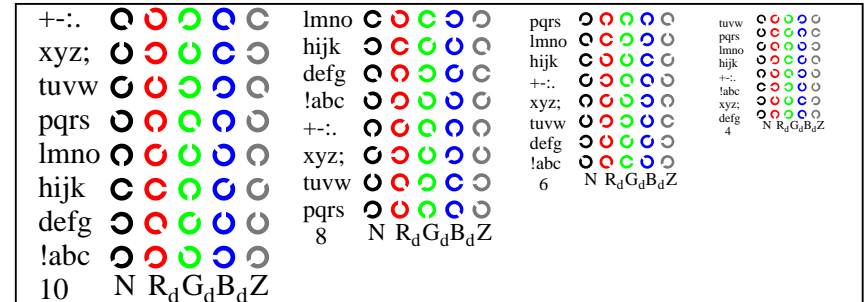 +-:.
xyz;
tuvw
pqrs
lmno
hijk
defg
!abc
10 N RdGdBdZ
lmno
hijk
defg
!abc
+-:.
xyz;
tuvw
pqrs
8 N RdGdBdZ
pqrs
lmno
hijk
+-:.
xyz;
tuvw
defg
!abc
6 N RdGdBdZ
tuvw
pqrs
lmno
hijk
+-:.
!abc
xyz;
defg
4 N RdGdBdZ